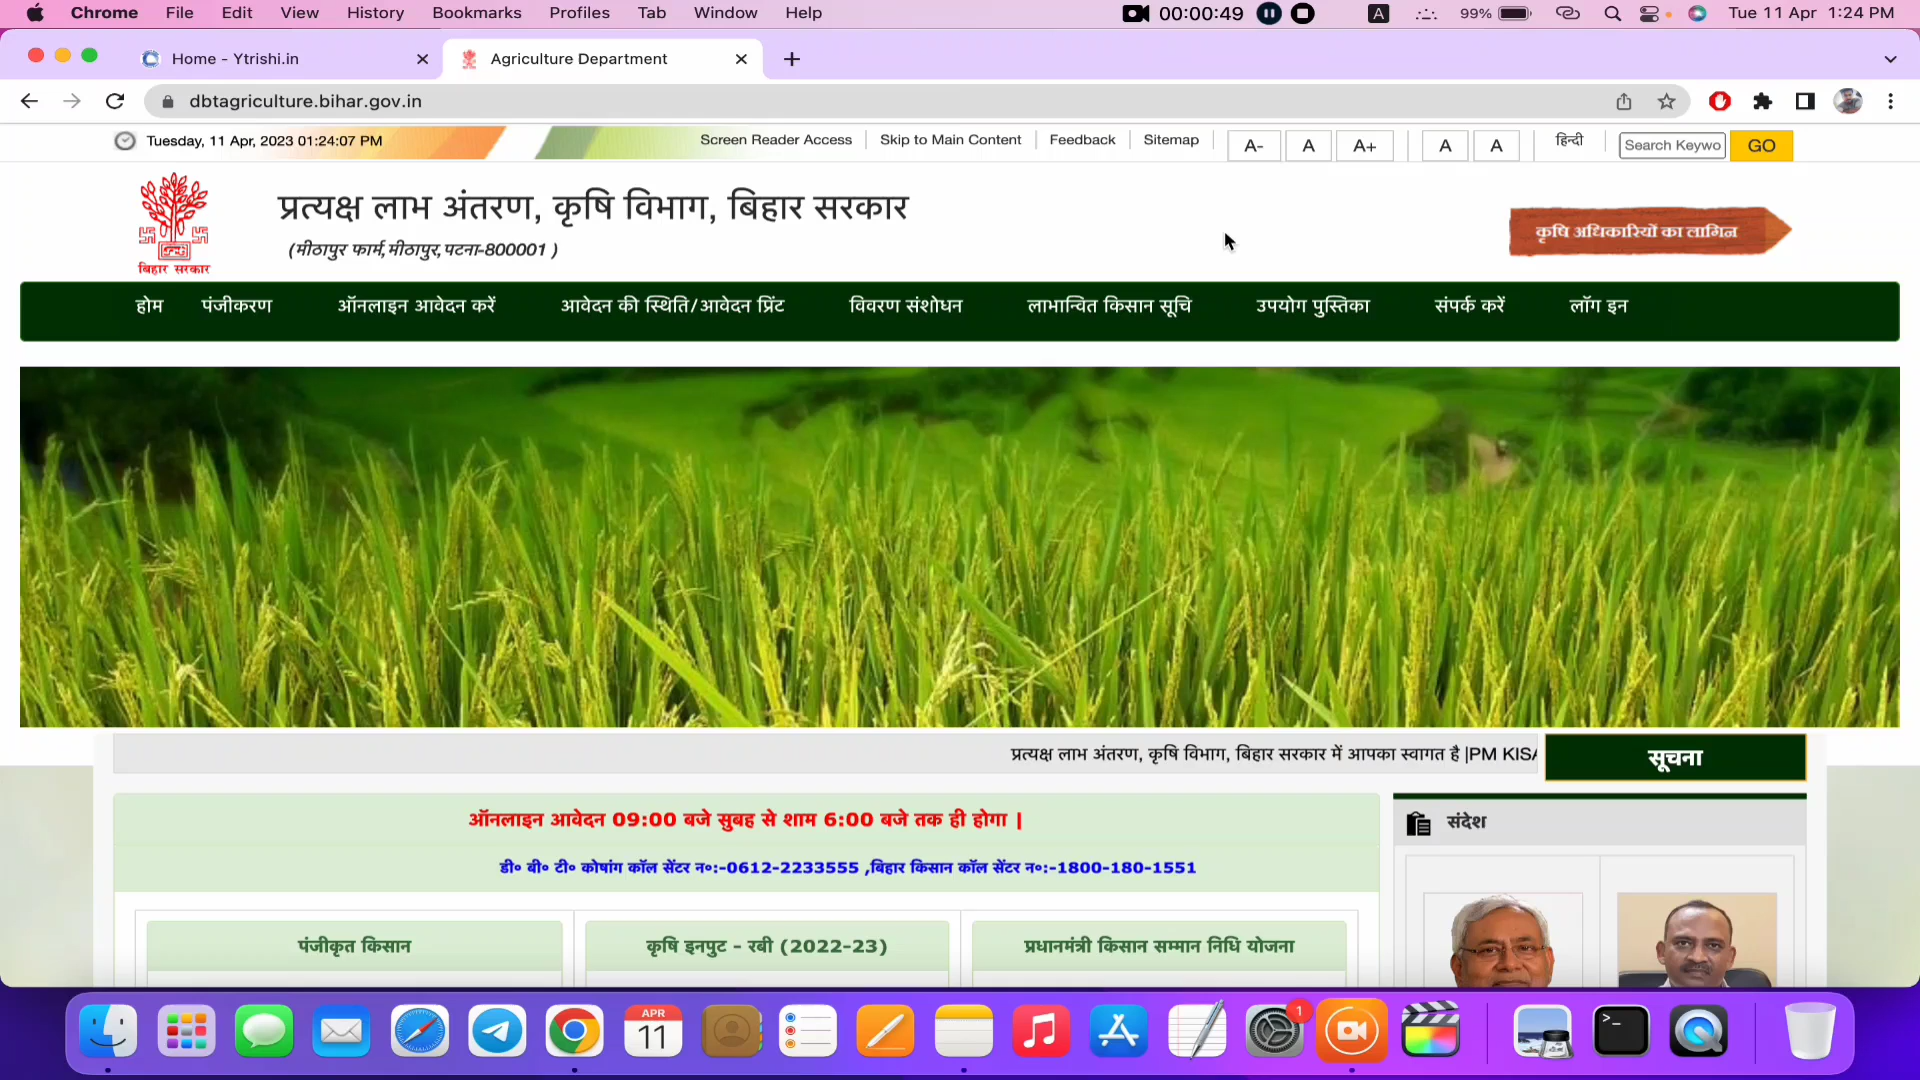 Chrome File Edit View History Bookmarks Profiles Tab Window Help 00:00:49 A 99% Tue 11 Apr 1:24 PM
Home - Ytrishi.in Agriculture Department
dbtagriculture.bihar.gov.in
Tuesday, 11 Apr, 2023 01:24:07 PM Screen Reader Access Skip to Main Content Feedback Sitemap A- A A+ A A हिन्दी Search Keywo GO
प्रत्यक्ष लाभ अंतरण, कृषि विभाग, बिहार सरकार
(मीठापुर फार्म,मीठापुर,पटना-800001 )
बिहार सरकार
कृषि अधिकारियों का लागिन
होम पंजीकरण ऑनलाइन आवेदन करें आवेदन की स्थिति/आवेदन प्रिंट विवरण संशोधन लाभान्वित किसान सूचि उपयोग पुस्तिका संपर्क करें लॉग इन
प्रत्यक्ष लाभ अंतरण, कृषि विभाग, बिहार सरकार में आपका स्वागत है |PM KISA सूचना
ऑनलाइन आवेदन 09:00 बजे सुबह से शाम 6:00 बजे तक ही होगा |
संदेश
डी० बी० टी० कोषांग कॉल सेंटर न०:-0612-2233555 ,बिहार किसान कॉल सेंटर न०:-1800-180-1551
पंजीकृत किसान कृषि इनपुट - रबी (2022-23) प्रधानमंत्री किसान सम्मान निधि योजना
APR
11
1